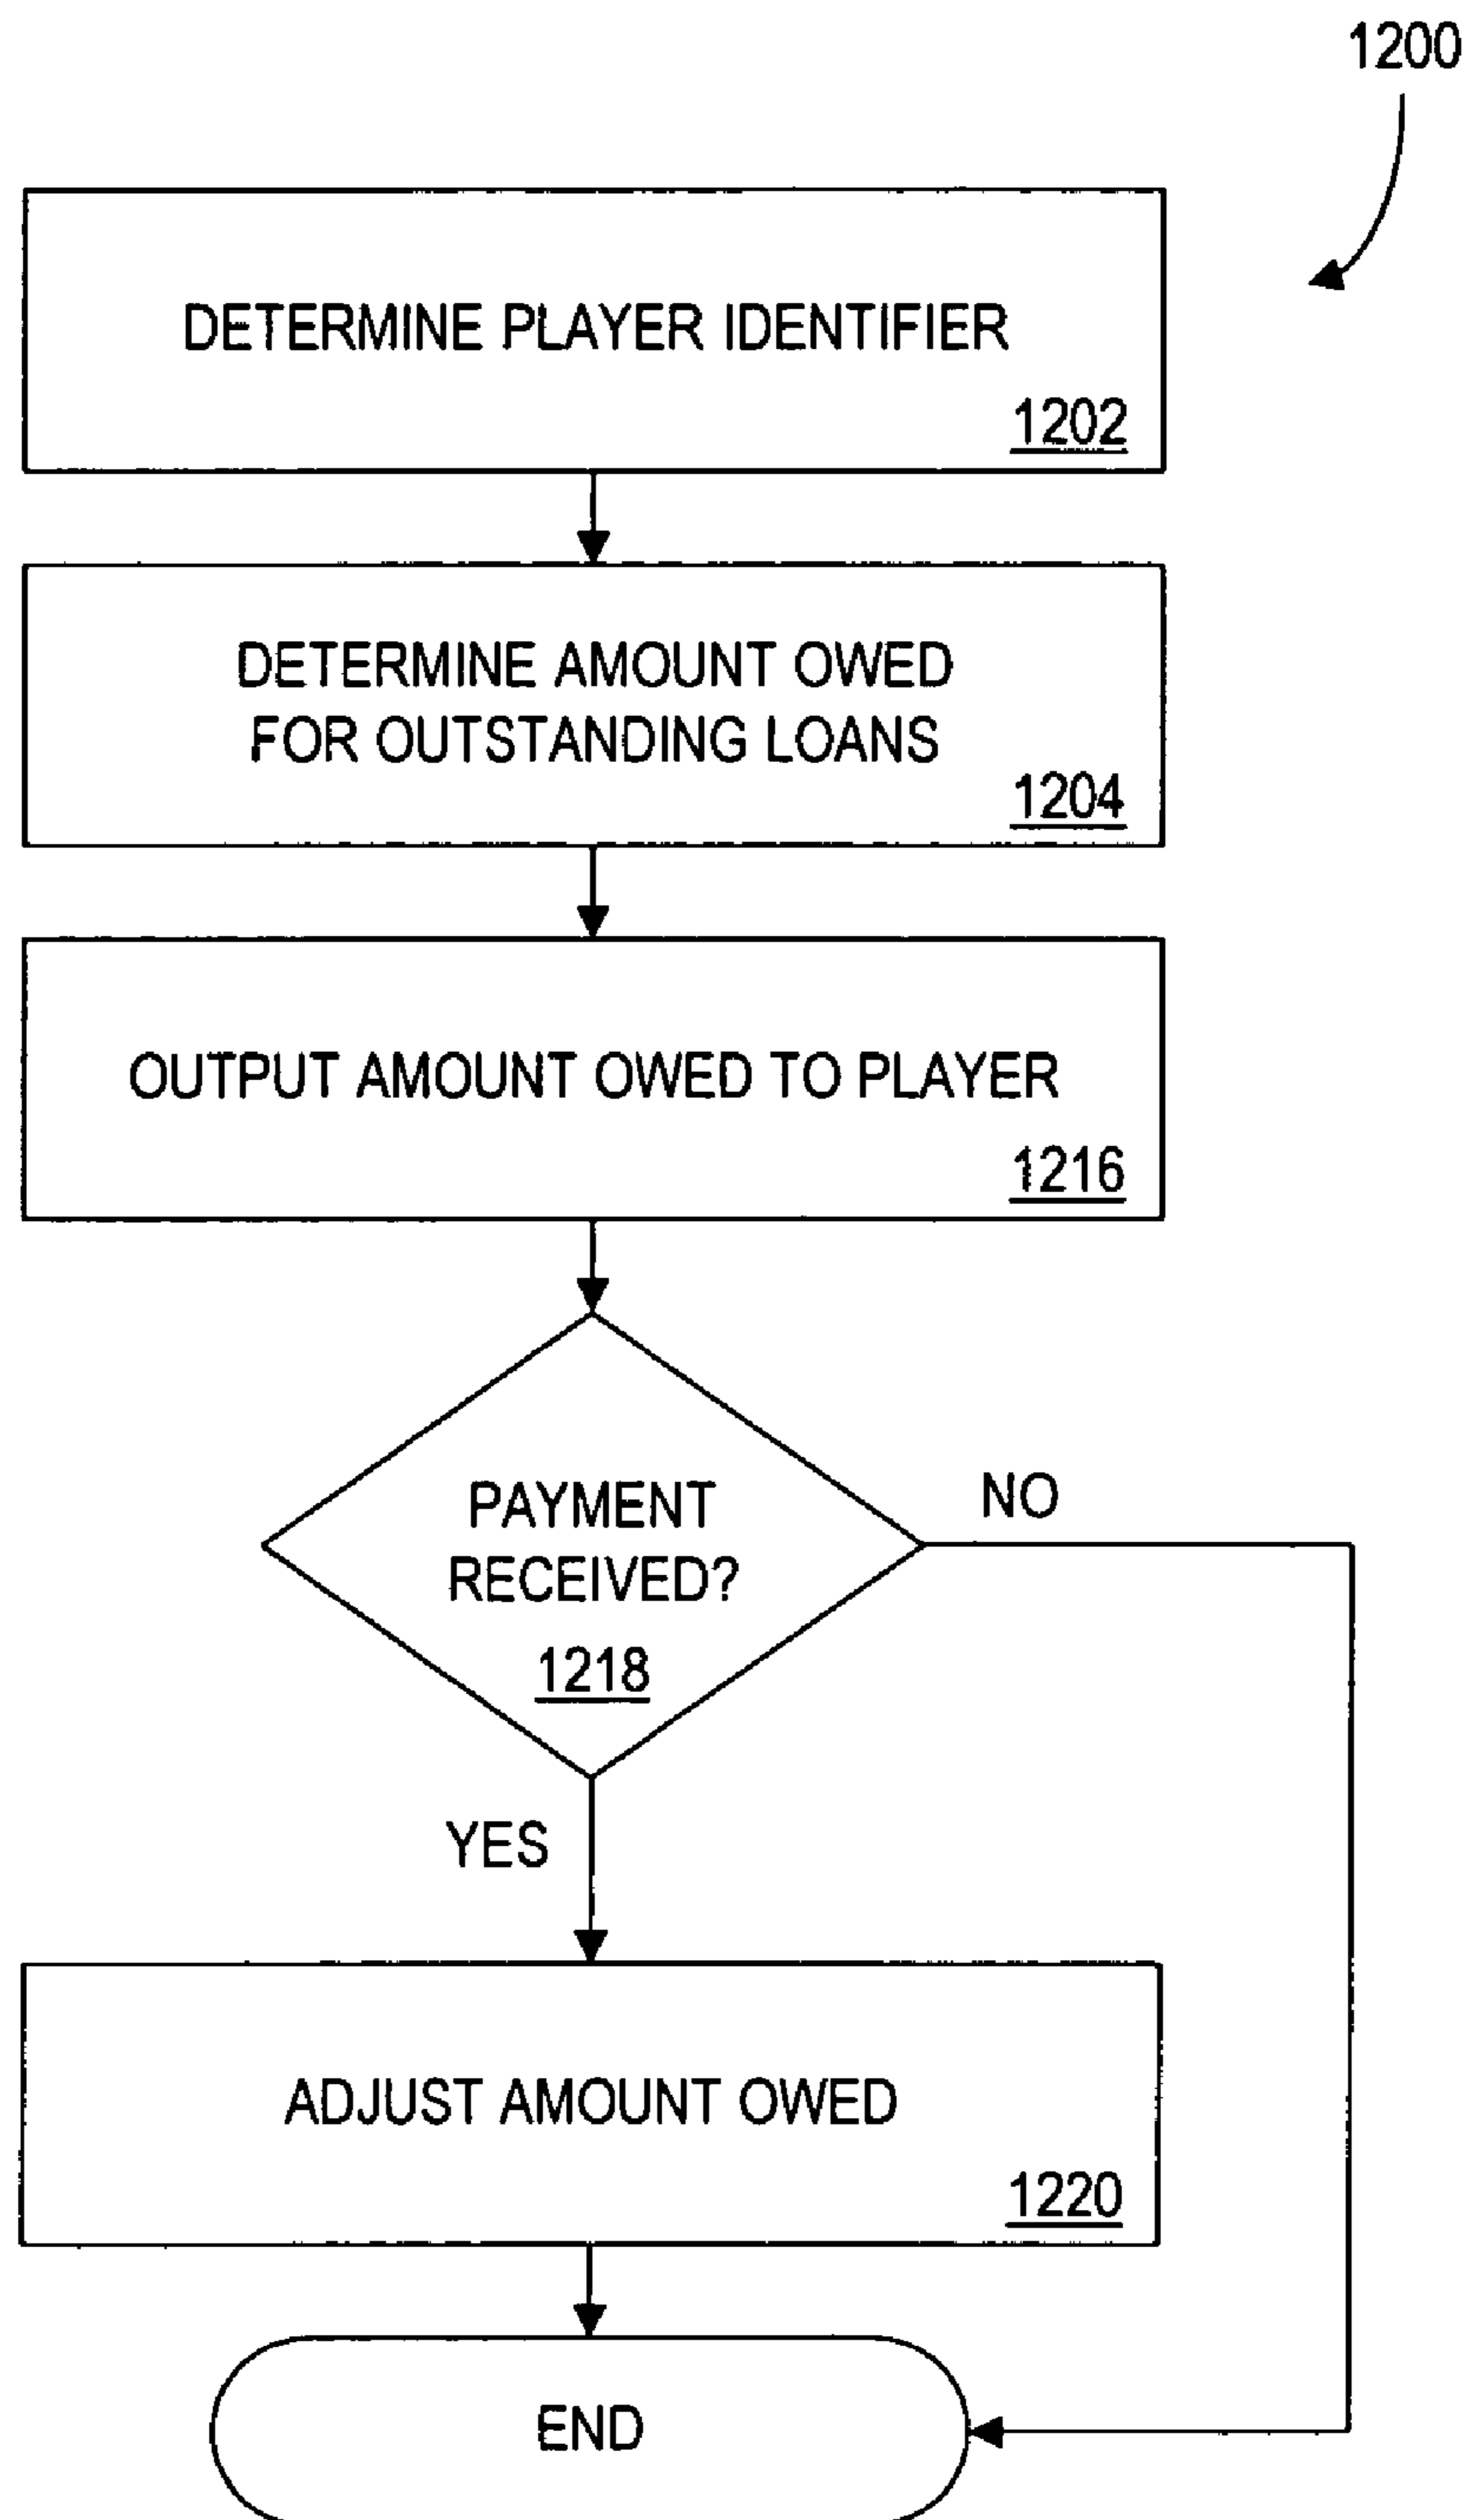 1200
DETERMINE PLAYER IDENTIFIER
1202
DETERMINE AMOUNT OWED
FOR OUTSTANDING LOANS
1204
OUTPUT AMOUNT OWED TO PLAYER
1216
PAYMENT
RECEIVED?
1218
NO
YES
ADJUST AMOUNT OWED
1220
END